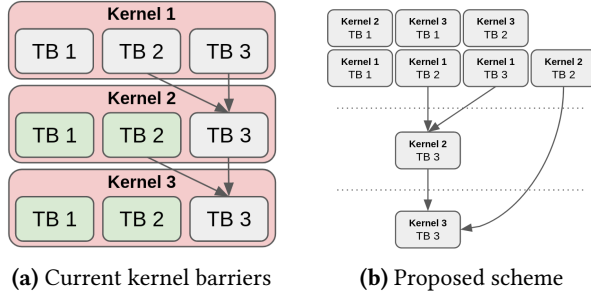 Kernel 1
TB 1 TB 2 TB 3
Kernel 2
TB 1 TB 2 TB 3
Kernel 3
TB 1 TB 2 TB 3
(a) Current kernel barriers
Kernel 2 Kernel 3 Kernel 3
TB 1 TB 1 TB 2
Kernel 1 Kernel 1 Kernel 1 Kernel 2
TB 1 TB 2 TB 3 TB 2
Kernel 2
TB 3
Kernel 3
TB 3
(b) Proposed scheme